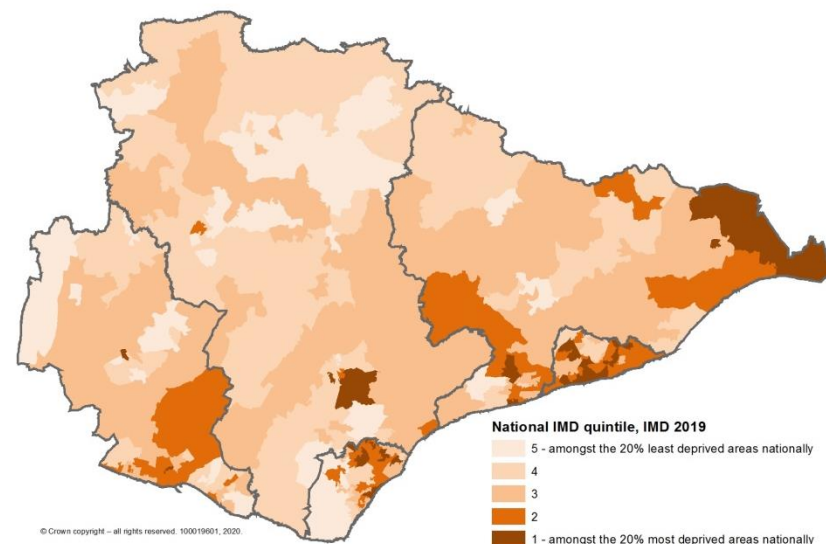 National IMD quintile, IMD 2019
5 - amongst the 20% least deprived areas nationally
4
3
2
1 - amongst the 20% most deprived areas nationally
© Crown copyright – all rights reserved. 100019601, 2020.